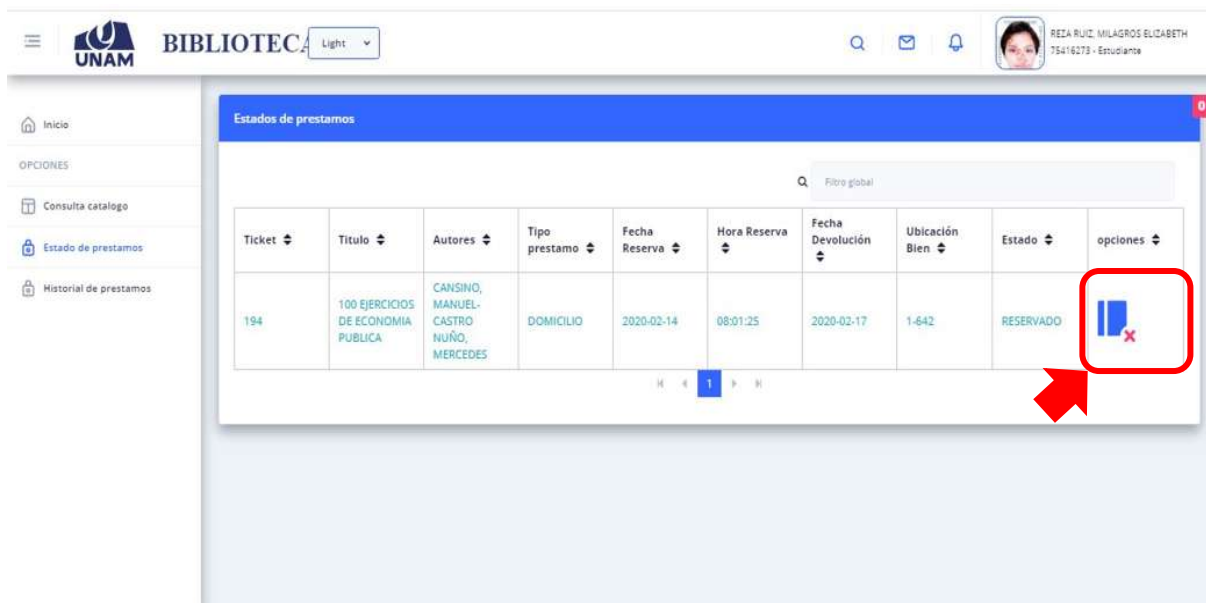 UNAM
BIBLIOTECA
Light
REZA RUIZ, MILAGROS ELIZABETH
75416273 - Estudiante
Inicio
OPCIONES
Consulta catalogo
Estado de prestamos
Historial de prestamos
Estados de prestamos
0
Filtro global
Ticket
Titulo
Autores
Tipo
prestamo
Fecha
Reserva
Hora Reserva
Fecha
Devolución
Ubicación
Bien
Estado
opciones
194
100 EJERCICIOS
DE ECONOMIA
PUBLICA
CANSINO,
MANUEL-
CASTRO
NUÑO,
MERCEDES
DOMICILIO
2020-02-14
08:01:25
2020-02-17
1-642
RESERVADO
1